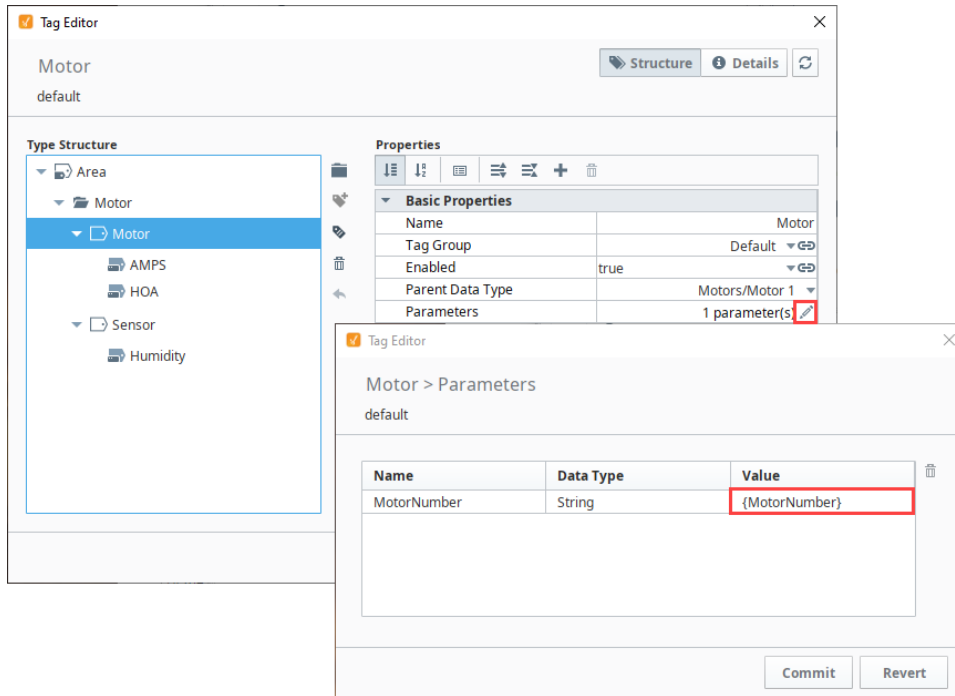 Tag Editor
Motor
Structure
Details
default
Type Structure
Area
Motor
Motor
AMPS
HOA
Sensor
Humidity
Properties
Basic Properties
Name Motor
Tag Group Default
Enabled true
Parent Data Type Motors/Motor 1
Parameters 1 parameter(s)
Tag Editor
Motor > Parameters
default
Name Data Type Value
MotorNumber String {MotorNumber}
Commit Revert